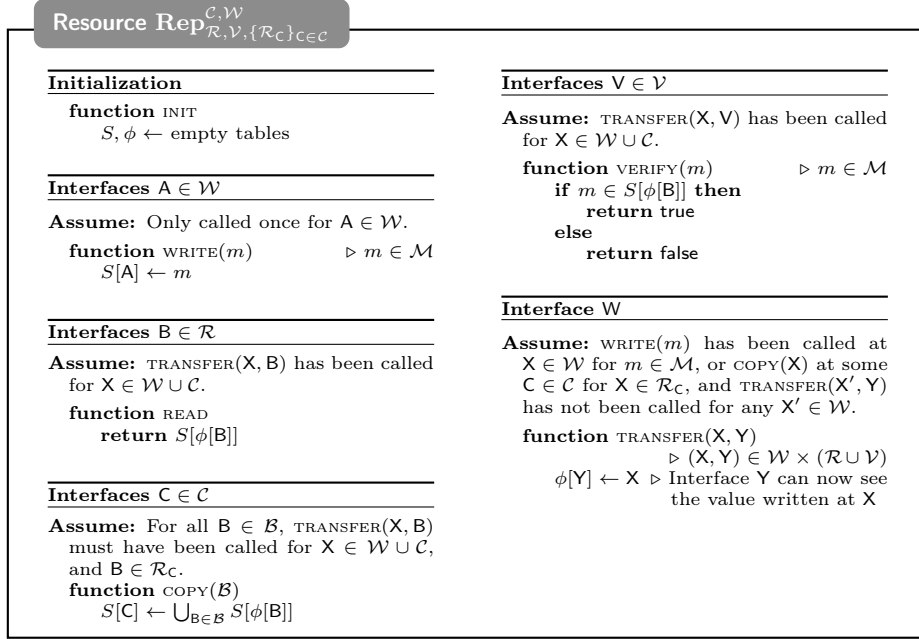 Resource Rep^{𝒞,𝒲}_{ℛ,𝒱,{ℛ_C}_{C∈𝒞}}
Initialization
function INIT
S, ϕ ← empty tables
Interfaces A ∈ 𝒲
Assume: Only called once for A ∈ 𝒲.
function WRITE(m) ▷ m ∈ ℳ
S[A] ← m
Interfaces B ∈ ℛ
Assume: TRANSFER(X, B) has been called
for X ∈ 𝒲 ∪ 𝒞.
function READ
return S[ϕ[B]]
Interfaces C ∈ 𝒞
Assume: For all B ∈ ℬ, TRANSFER(X, B)
must have been called for X ∈ 𝒲 ∪ 𝒞,
and B ∈ ℛ_C.
function COPY(ℬ)
S[C] ← ⋃_{B∈ℬ} S[ϕ[B]]
Interfaces V ∈ 𝒱
Assume: TRANSFER(X, V) has been called
for X ∈ 𝒲 ∪ 𝒞.
function VERIFY(m) ▷ m ∈ ℳ
if m ∈ S[ϕ[B]] then
return true
else
return false
Interface W
Assume: WRITE(m) has been called at
X ∈ 𝒲 for m ∈ ℳ, or COPY(X) at some
C ∈ 𝒞 for X ∈ ℛ_C, and TRANSFER(X′, Y)
has not been called for any X′ ∈ 𝒲.
function TRANSFER(X, Y)
▷ (X, Y) ∈ 𝒲 × (ℛ ∪ 𝒱)
ϕ[Y] ← X ▷ Interface Y can now see
the value written at X